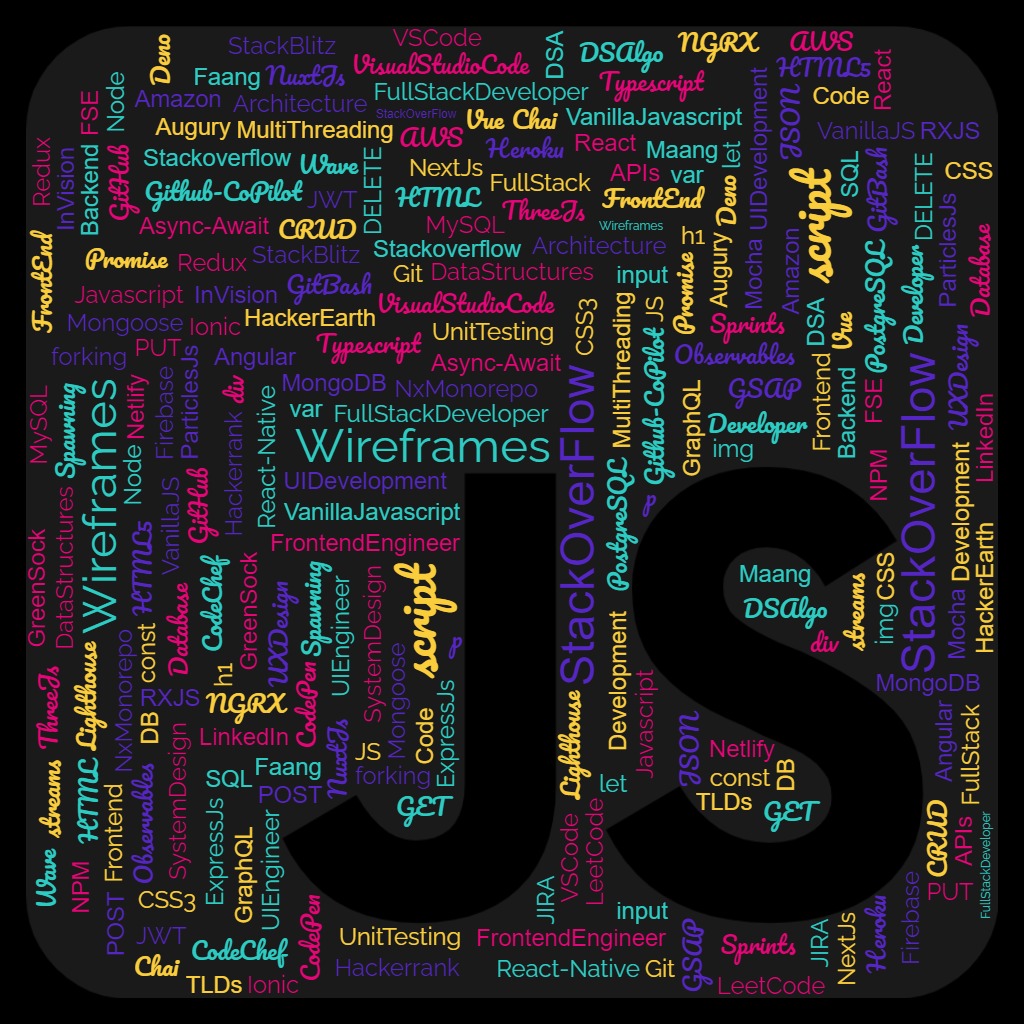 Deno
StackBlitz
VSCode
VisualStudioCode
DSA
DSAlgo
NGRX
AWS
HTML5
React
Faang
NuxtJs
FullStackDeveloper
Typescript
Code
FSE
Node
Amazon
Architecture
StackOverFlow
Vue
Chai
VanillaJavascript
UIDevelopment
JSON
VanillaJS
RXJS
Augury
MultiThreading
AWS
Heroku
React
Maang
let
Redux
InVision
Backend
GitHub
Stackoverflow
Wave
DELETE
NextJs
FullStack
APIs
var
Deno
SQL
GitBash
DELETE
CSS
Github-CoPilot
JWT
HTML
ThreeJs
FrontEnd
script
Async-Await
CRUD
MySQL
Wireframes
h1
Augury
Mocha
Amazon
PostgreSQL
Developer
ParticlesJs
Database
FrontEnd
Promise
Redux
StackBlitz
Stackoverflow
Architecture
Git
DataStructures
input
Promise
Javascript
InVision
GitBash
VisualStudioCode
CSS3
MultiThreading
JS
Sprints
DSA
Vue
Mongoose
Ionic
HackerEarth
UnitTesting
Github-CoPilot
Observables
UXDesign
forking
PUT
ParticlesJs
Angular
Typescript
Async-Await
StackOverFlow
GSAP
Frontend
Backend
FSE
StackOverFlow
MySQL
Spawning
Wireframes
Netlify
Firebase
div
MongoDB
NxMonorepo
GraphQL
LinkedIn
Hackerrank
React-Native
var
FullStackDeveloper
Developer
Node
Wireframes
img
NPM
Development
DataStructures
VanillaJS
GitHub
UIDevelopment
PostgreSQL
p
GreenSock
HTML5
VanillaJavascript
HackerEarth
FrontendEngineer
CodeChef
GreenSock
Spawning
script
Maang
CSS
Database
UXDesign
UIEngineer
SystemDesign
DSAlgo
streams
img
Mocha
const
h1
p
Development
div
ThreeJs
Lighthouse
NxMonorepo
RXJS
NGRX
CodePen
Mongoose
Code
ExpressJs
Lighthouse
Javascript
MongoDB
DB
LinkedIn
NuxtJs
JS
JSON
Netlify
Angular
FullStack
streams
HTML
Observables
SystemDesign
SQL
Faang
forking
let
const
DB
Frontend
ExpressJs
POST
GET
TLDs
GET
CRUD
APIs
FullStackDeveloper
Wave
NPM
GraphQL
UIEngineer
VSCode
LeetCode
PUT
POST
CSS3
JIRA
input
JWT
CodeChef
CodePen
UnitTesting
FrontendEngineer
GSAP
Sprints
JIRA
NextJs
Heroku
Firebase
Chai
Hackerrank
React-Native
Git
TLDs
Ionic
LeetCode
JS